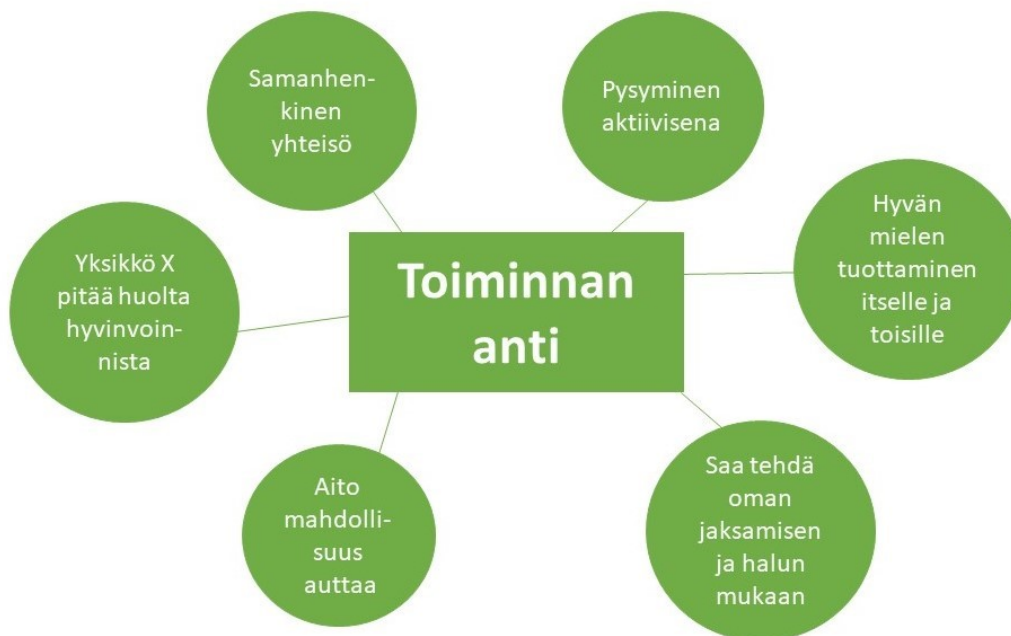 Samanhen-
kinen
yhteisö
Pysyminen
aktiivisena
Hyvän
mielen
tuottaminen
itselle ja
toisille
Yksikkö X
pitää huolta
hyvinvoin-
nista
Toiminnan
anti
Aito
mahdolli-
suus
auttaa
Saa tehdä
oman
jaksamisen
ja halun
mukaan